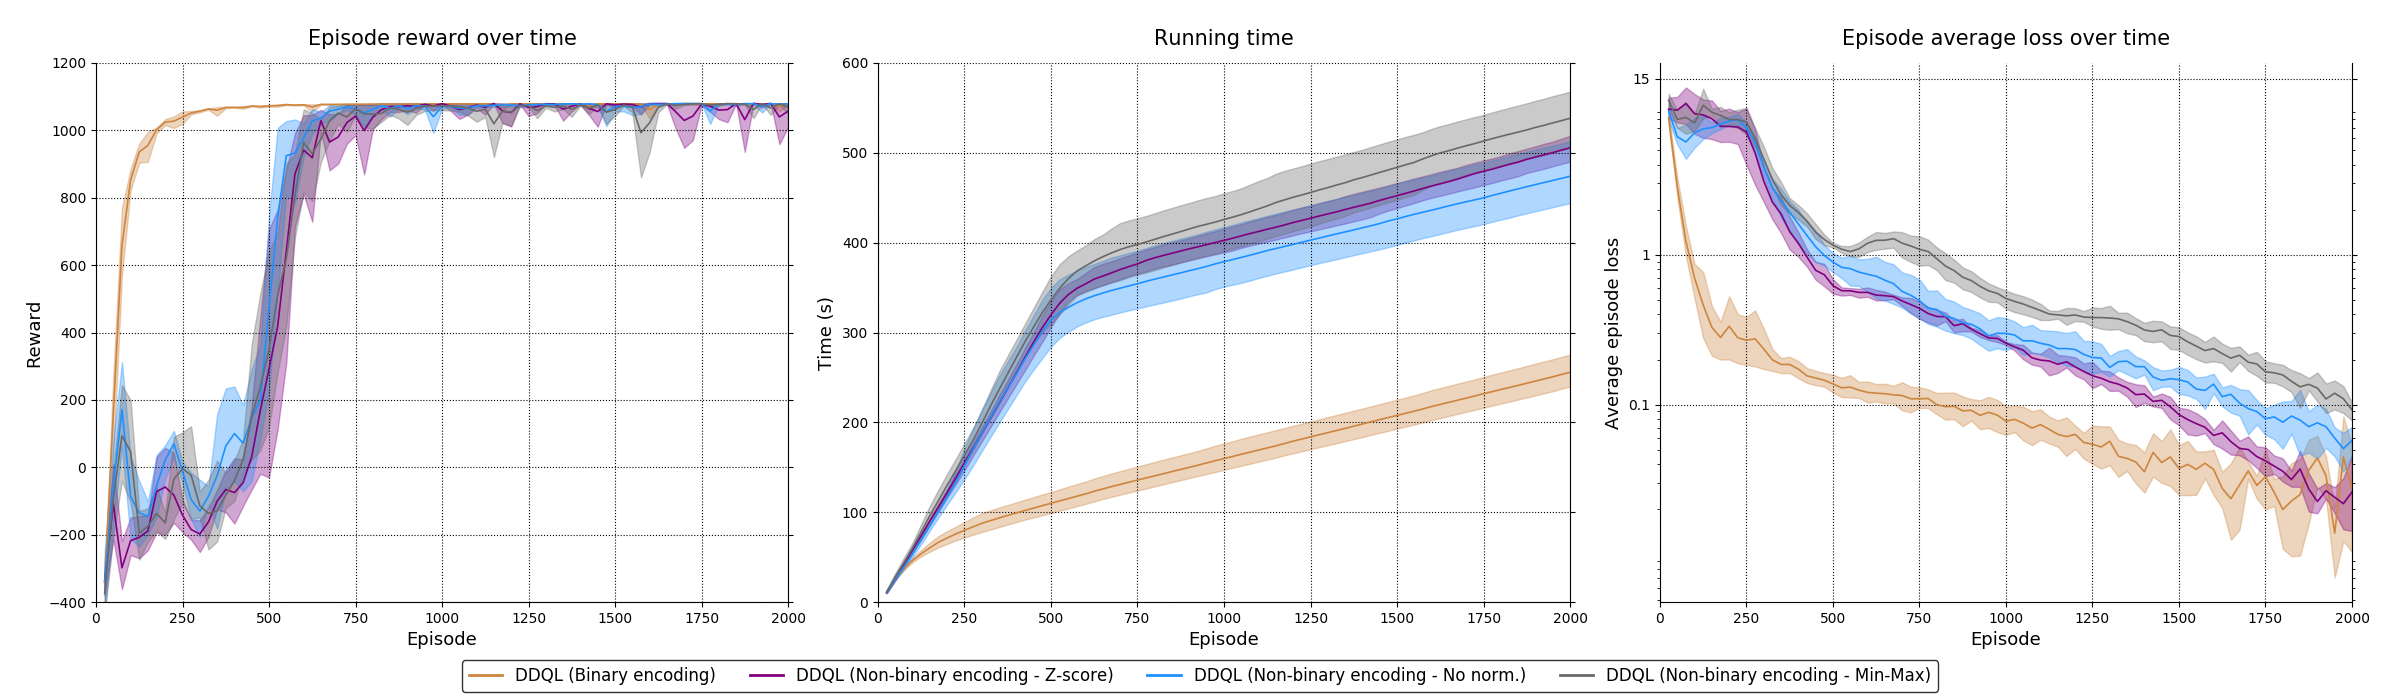 Episode reward over time
Running time
Episode average loss over time
1200
1000
800
600
400
200
0
−200
−400
Reward
0 250 500 750 1000 1250 1500 1750 2000
Episode
600
500
400
300
200
100
0
Time (s)
0 250 500 750 1000 1250 1500 1750 2000
Episode
15
1
0.1
Average episode loss
0 250 500 750 1000 1250 1500 1750 2000
Episode
DDQL (Binary encoding)
DDQL (Non-binary encoding - Z-score)
DDQL (Non-binary encoding - No norm.)
DDQL (Non-binary encoding - Min-Max)